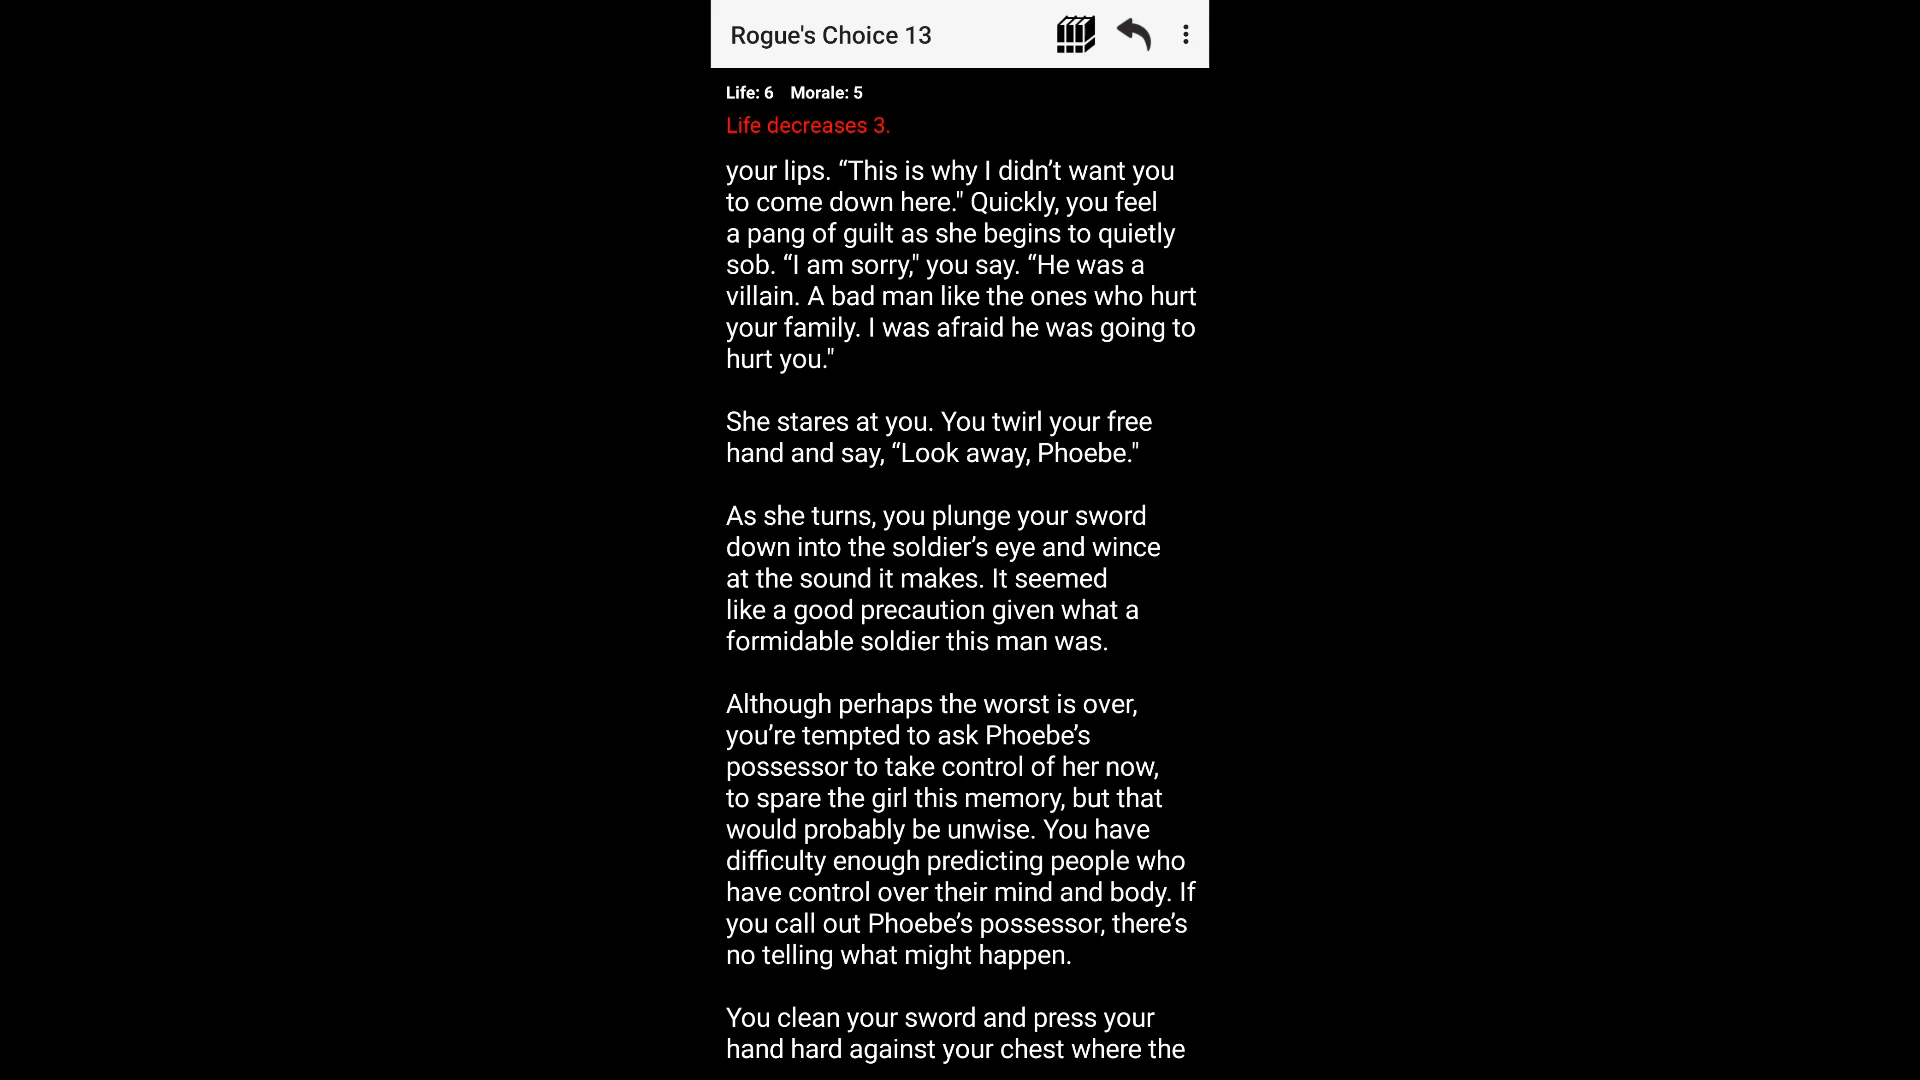 Rogue's Choice 13
Life: 6 Morale: 5
Life decreases 3.
your lips. “This is why I didn’t want you
to come down here." Quickly, you feel
a pang of guilt as she begins to quietly
sob. “I am sorry," you say. “He was a
villain. A bad man like the ones who hurt
your family. I was afraid he was going to
hurt you."
She stares at you. You twirl your free
hand and say, “Look away, Phoebe."
As she turns, you plunge your sword
down into the soldier’s eye and wince
at the sound it makes. It seemed
like a good precaution given what a
formidable soldier this man was.
Although perhaps the worst is over,
you’re tempted to ask Phoebe’s
possessor to take control of her now,
to spare the girl this memory, but that
would probably be unwise. You have
difficulty enough predicting people who
have control over their mind and body. If
you call out Phoebe’s possessor, there’s
no telling what might happen.
You clean your sword and press your
hand hard against your chest where the